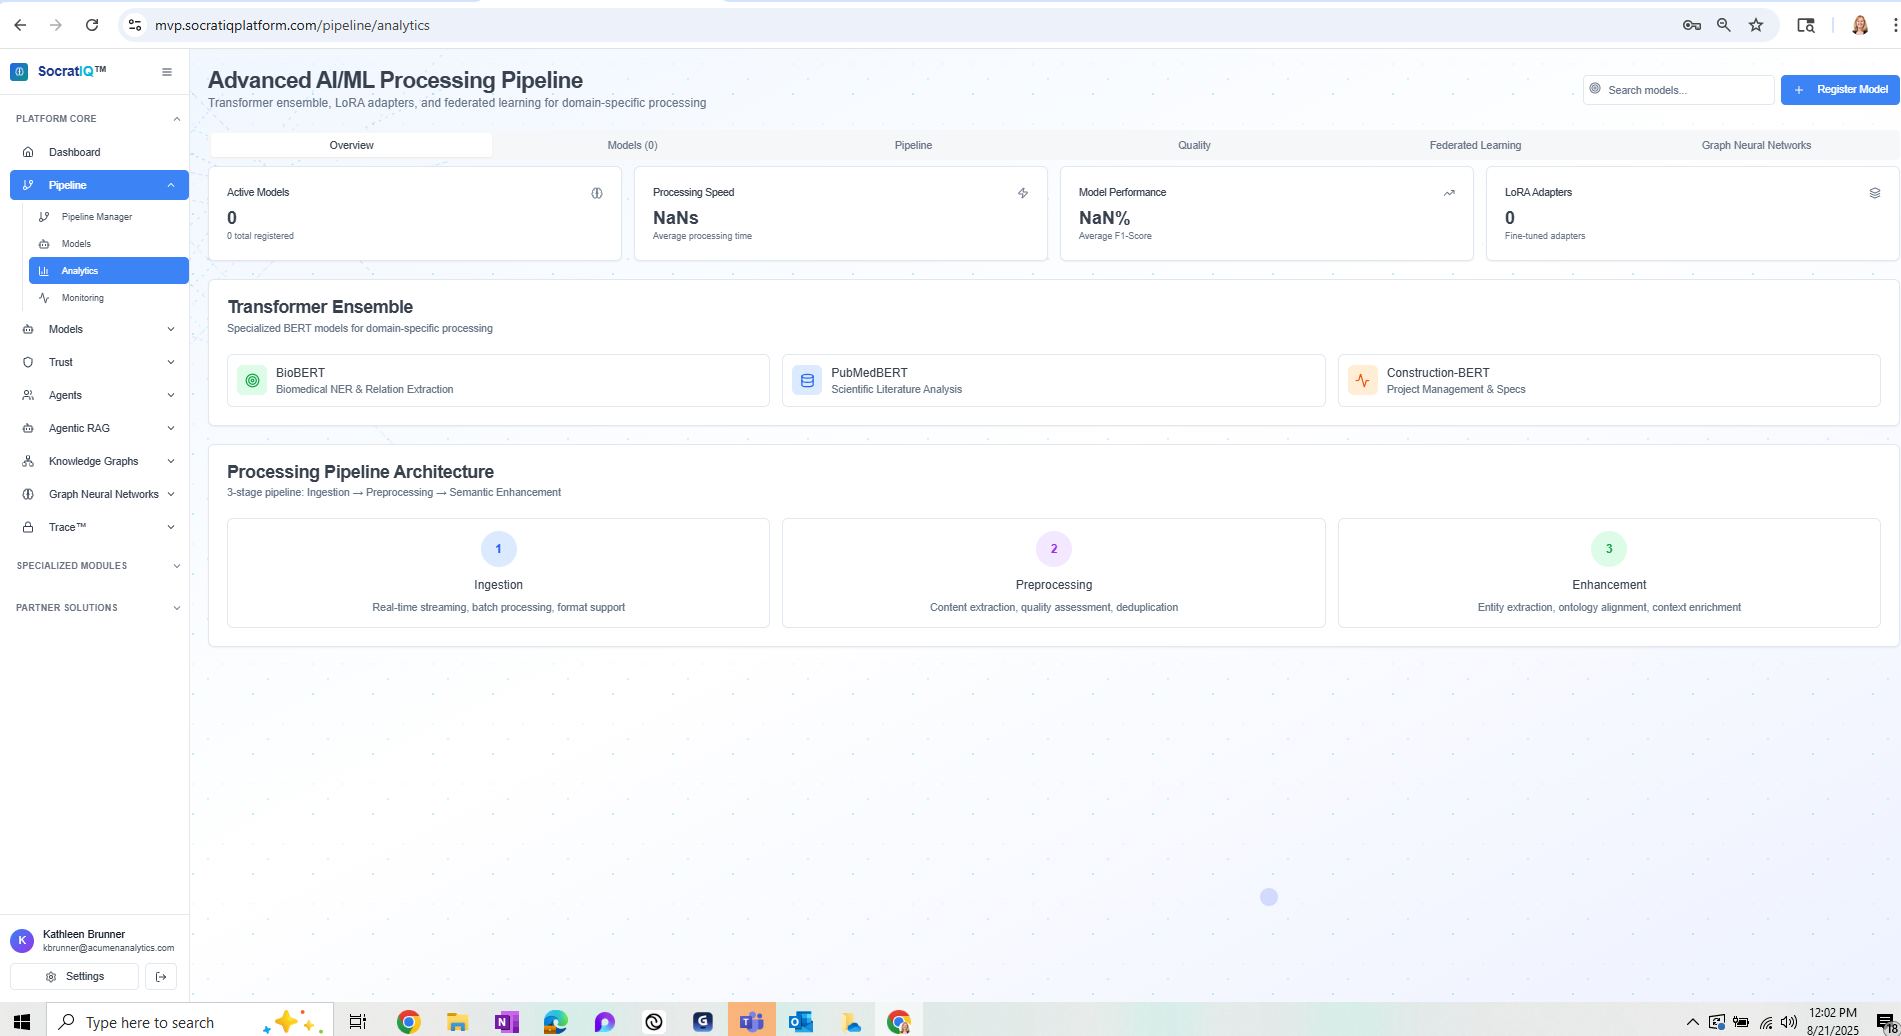 mvp.socratiqplatform.com/pipeline/analytics
SocratIQ™
PLATFORM CORE
Dashboard
Pipeline
Pipeline Manager
Models
Analytics
Monitoring
Models
Trust
Agents
Agentic RAG
Knowledge Graphs
Graph Neural Networks
Trace™
SPECIALIZED MODULES
PARTNER SOLUTIONS
K
Kathleen Brunner
kbrunner@acumenanalytics.com
Settings
Advanced AI/ML Processing Pipeline
Transformer ensemble, LoRA adapters, and federated learning for domain-specific processing
Search models...
+ Register Model
Overview
Models (0)
Pipeline
Quality
Federated Learning
Graph Neural Networks
Active Models
0
0 total registered
Processing Speed
NaNs
Average processing time
Model Performance
NaN%
Average F1-Score
LoRA Adapters
0
Fine-tuned adapters
Transformer Ensemble
Specialized BERT models for domain-specific processing
BioBERT
Biomedical NER & Relation Extraction
PubMedBERT
Scientific Literature Analysis
Construction-BERT
Project Management & Specs
Processing Pipeline Architecture
3-stage pipeline: Ingestion → Preprocessing → Semantic Enhancement
1
Ingestion
Real-time streaming, batch processing, format support
2
Preprocessing
Content extraction, quality assessment, deduplication
3
Enhancement
Entity extraction, ontology alignment, context enrichment
Type here to search
12:02 PM
8/21/2025
18